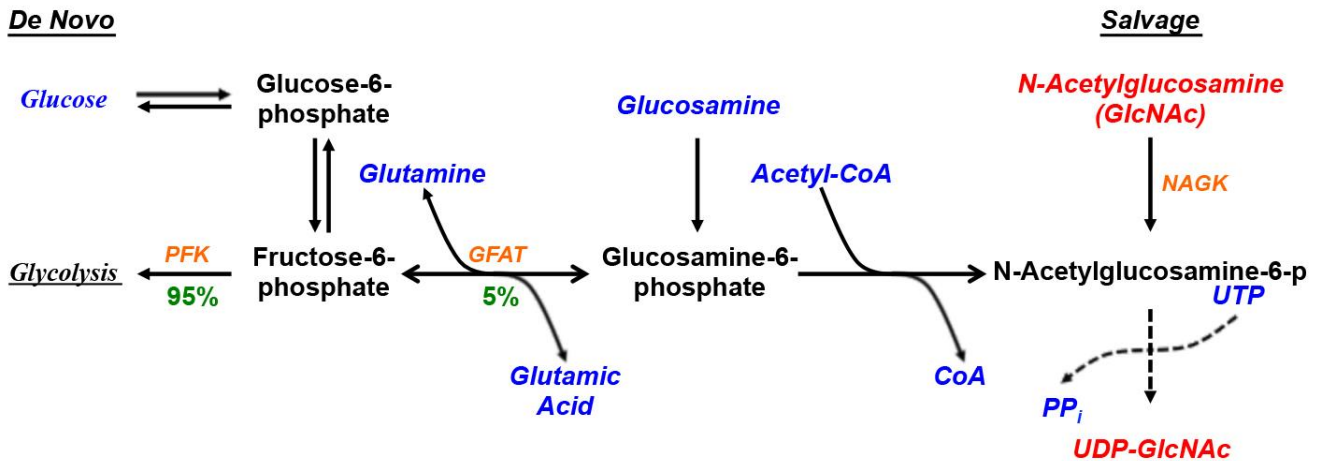 De Novo
Salvage
Glucose
Glucose-6-
phosphate
Glucosamine
N-Acetylglucosamine
(GlcNAc)
Glutamine
Acetyl-CoA
NAGK
Glycolysis
PFK
95%
Fructose-6-
phosphate
GFAT
5%
Glucosamine-6-
phosphate
N-Acetylglucosamine-6-p
UTP
Glutamic
Acid
CoA
PPi
UDP-GlcNAc